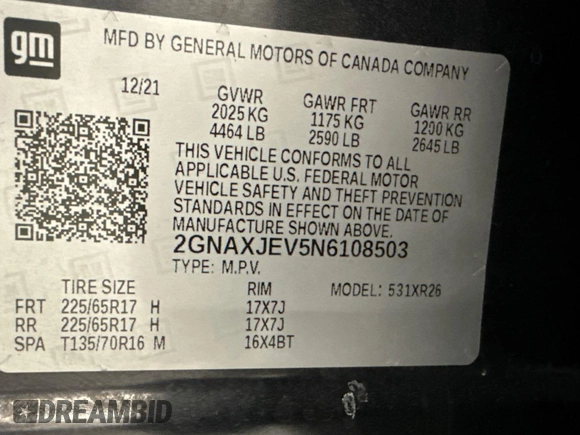 gm
MFD BY GENERAL MOTORS OF CANADA COMPANY
12/21
GVWR GAWR FRT GAWR RR
2025 KG 1175 KG 1200 KG
4464 LB 2590 LB 2645 LB
THIS VEHICLE CONFORMS TO ALL
APPLICABLE U.S. FEDERAL MOTOR
VEHICLE SAFETY AND THEFT PREVENTION
STANDARDS IN EFFECT ON THE DATE OF
MANUFACTURE SHOWN ABOVE.
2GNAXJEV5N6108503
TYPE: M.P.V.
TIRE SIZE RIM MODEL: 531XR26
FRT 225/65R17 H 17X7J
RR 225/65R17 H 17X7J
SPA T135/70R16 M 16X4BT
DREAMBID